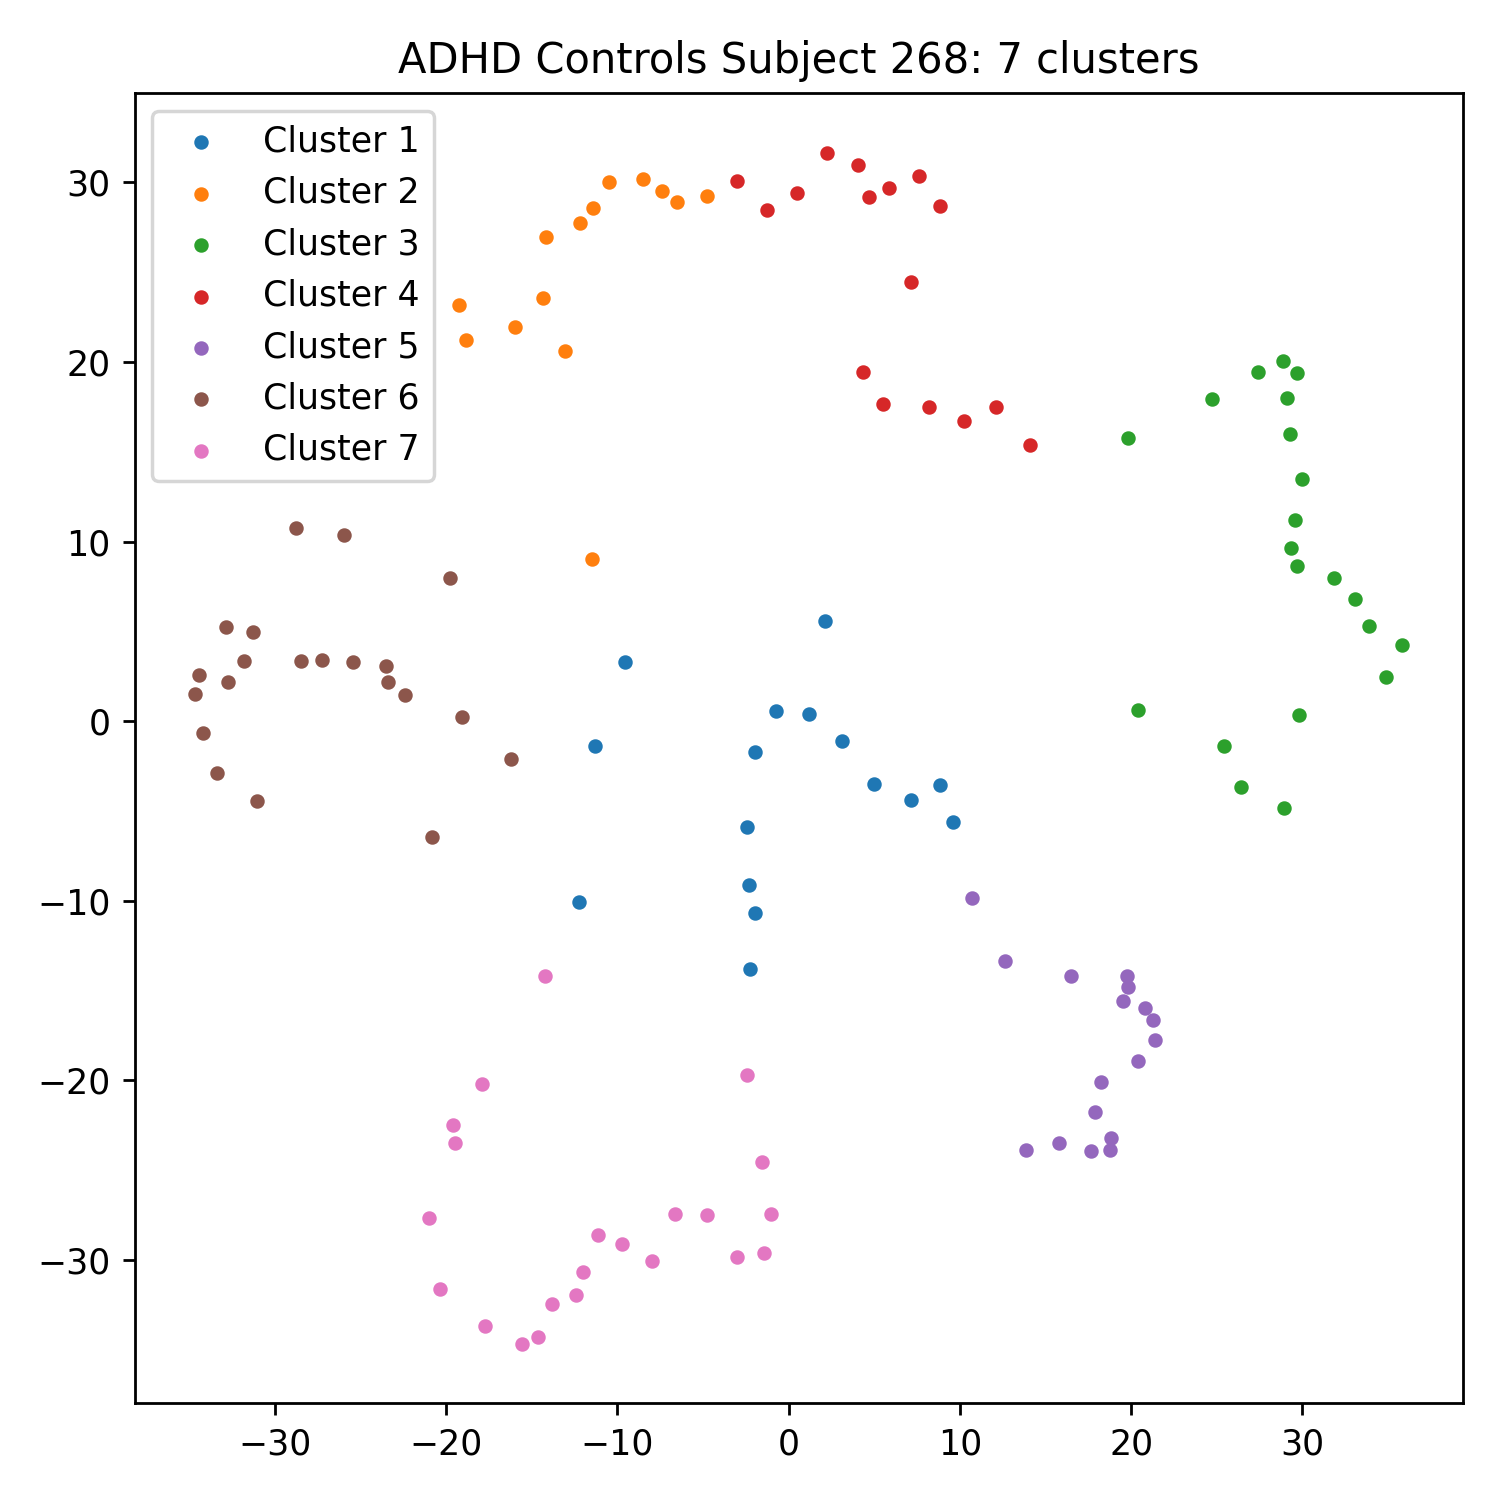 ADHD Controls Subject 268: 7 clusters
Cluster 1
Cluster 2
Cluster 3
Cluster 4
Cluster 5
Cluster 6
Cluster 7
30
20
10
0
−10
−20
−30
−30 −20 −10 0 10 20 30